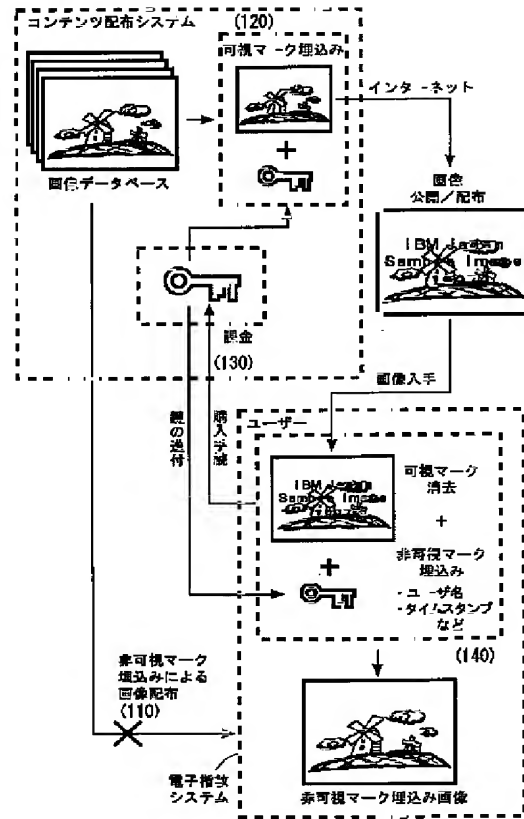 コンテンツ配布システム
(120)
可視マーク埋込み
インターネット
画像データベース
画像
公開/配布
IBM Japan
Sample Image
課金
(130)
画像入手
鍵の送付
購入手続
ユーザー
IBM Japan
Sample Image
可視マーク
消去
+
非可視マーク
埋込み
・ユーザ名
・タイムスタンプ
など
(140)
非可視マーク
埋込みによる
画像配布
(110)
電子指紋
システム
非可視マーク埋込み画像